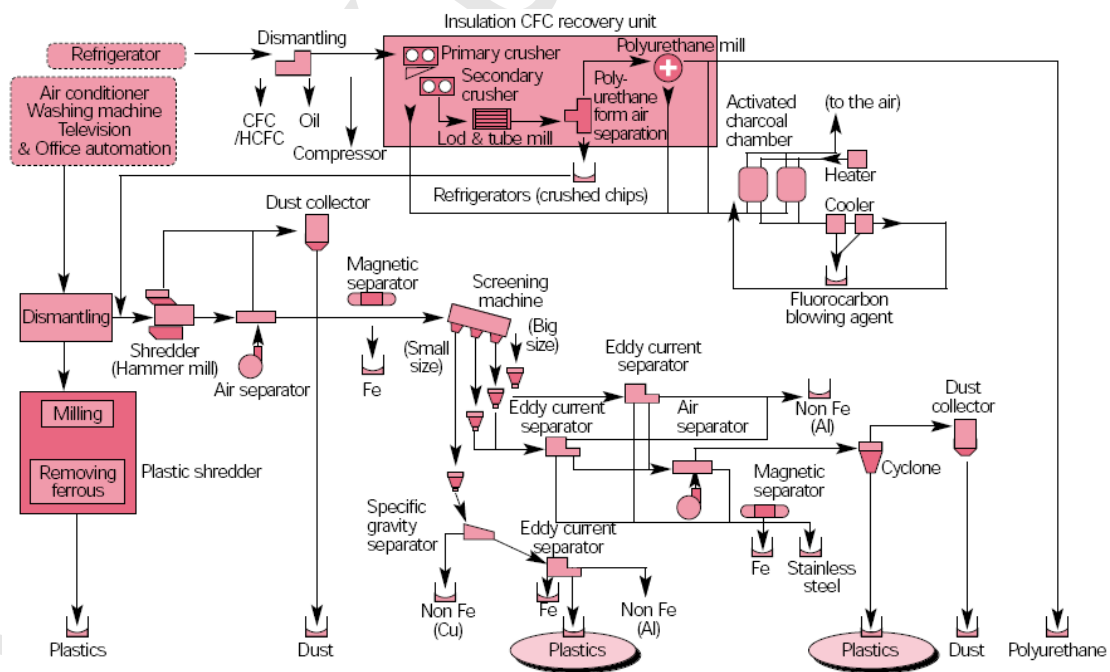 Insulation CFC recovery unit
Refrigerator
Dismantling
Primary crusher
Polyurethane mill
Air conditioner
Washing machine
Television
& Office automation
CFC
/HCFC
Oil
Compressor
Secondary
crusher
Lod & tube mill
Poly-
urethane
form air
separation
Activated
charcoal
chamber
(to the air)
Heater
Cooler
Refrigerators (crushed chips)
Fluorocarbon
blowing agent
Dust collector
Magnetic
separator
Screening
machine
(Big
size)
(Small
size)
Dismantling
Shredder
(Hammer mill)
Air separator
Fe
Eddy current
separator
Non Fe
(Al)
Dust
collector
Milling
Removing
ferrous
Plastic shredder
Eddy current
separator
Air
separator
Cyclone
Magnetic
separator
Specific
gravity
separator
Eddy current
separator
Fe
Stainless
steel
Non Fe
(Cu)
Fe
Non Fe
(Al)
Plastics
Dust
Plastics
Plastics
Dust
Polyurethane